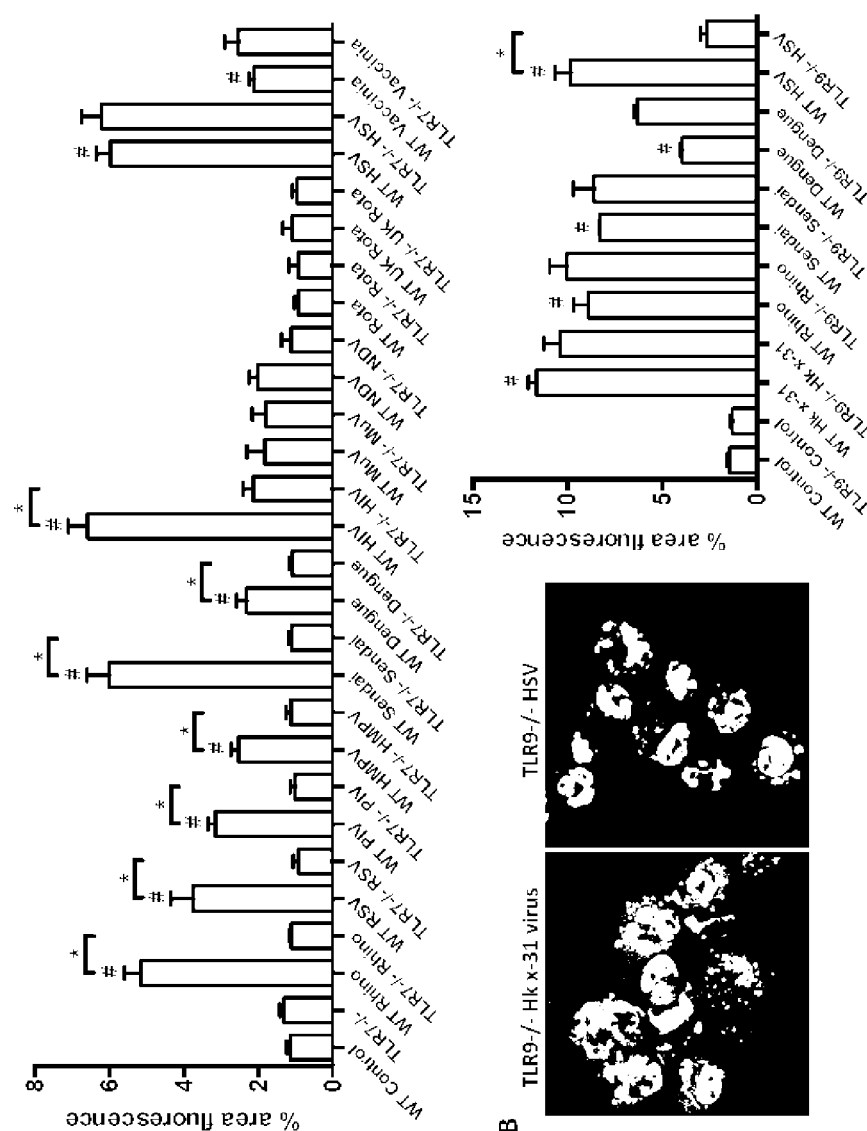 % area fluorescence
8
6
4
2
0
WT Control
TLR7-/-
WT Rhino
TLR7-/- Rhino
WT RSV
TLR7-/- RSV
WT PIV
TLR7-/- PIV
WT HMPV
TLR7-/- HMPV
WT Sendai
TLR7-/- Sendai
WT Dengue
TLR7-/- Dengue
WT HIV
TLR7-/- HIV
WT MuV
TLR7-/- MuV
WT NDV
TLR7-/- NDV
WT Rota
TLR7-/- Rota
WT UK Rota
TLR7-/- UK Rota
WT HSV
TLR7-/- HSV
WT Vaccinia
TLR7-/- Vaccinia
# * # * # * # * # * # * # * # #
B
TLR9-/- Hk x-31 virus
TLR9-/- HSV
% area fluorescence
15
10
5
0
WT Control
TLR9-/- Control
WT Hk x-31
TLR9-/- Hk x-31
WT Rhino
TLR9-/- Rhino
WT Sendai
TLR9-/- Sendai
WT Dengue
TLR9-/- Dengue
WT HSV
TLR9-/- HSV
# # # # # *